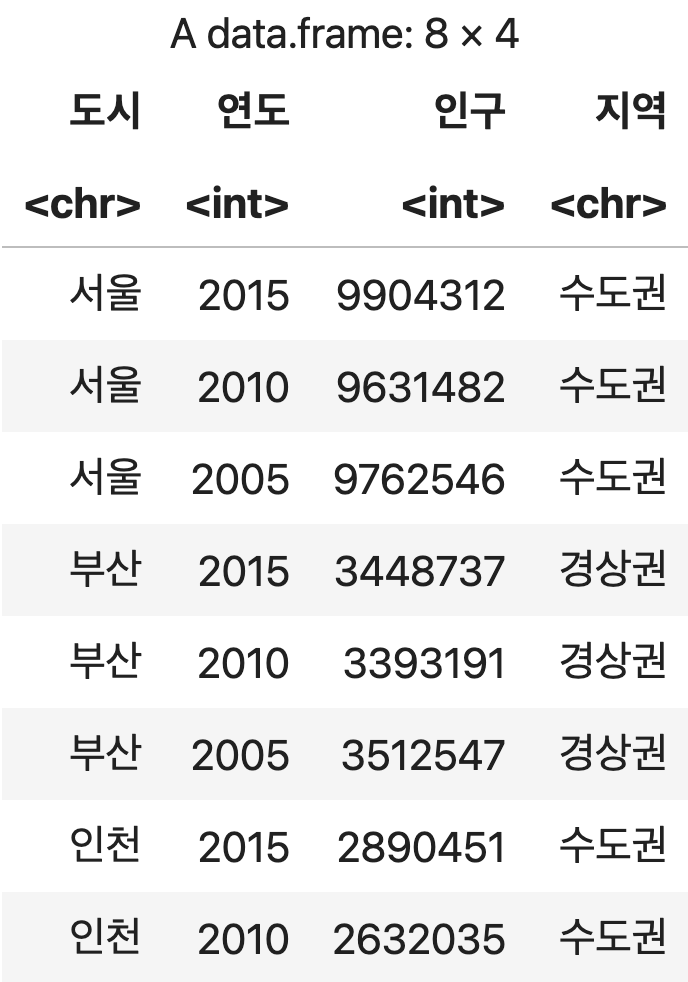 A data.frame: 8 × 4
도시 연도 인구 지역
<chr> <int> <int> <chr>
서울 2015 9904312 수도권
서울 2010 9631482 수도권
서울 2005 9762546 수도권
부산 2015 3448737 경상권
부산 2010 3393191 경상권
부산 2005 3512547 경상권
인천 2015 2890451 수도권
인천 2010 2632035 수도권